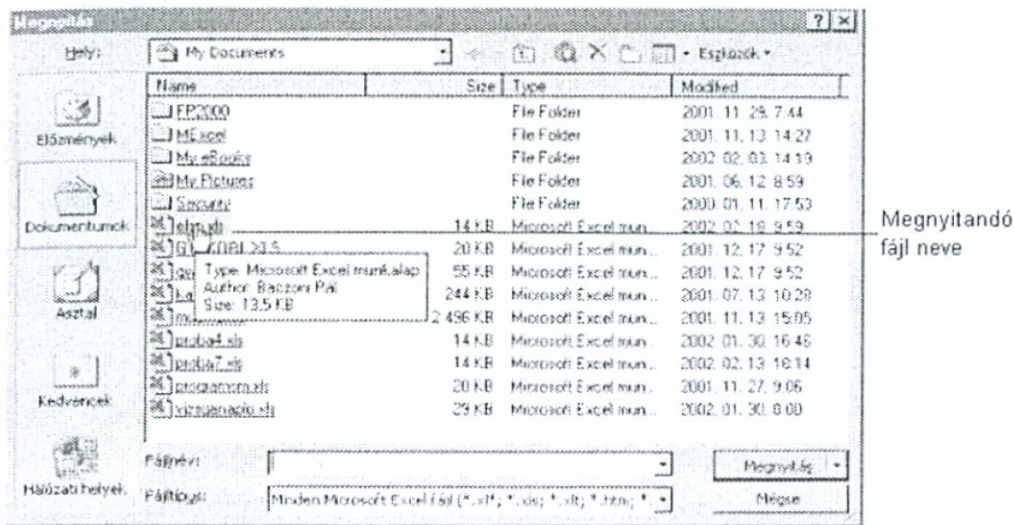 Megnyitás
Hely: My Documents Eszközök
Name Size Type Modified
FP2000 File Folder 2001. 11. 29. 7:44
MExcel File Folder 2001. 11. 13. 14:27
My eBooks File Folder 2002. 02. 03. 14:19
My Pictures File Folder 2001. 06. 12. 8:59
Security File Folder 2000. 01. 11. 17:53
14 KB Microsoft Excel mun... 2002. 02. 18. 9:59
20 KB Microsoft Excel mun... 2001. 12. 17. 9:52
55 KB Microsoft Excel mun... 2001. 12. 17. 9:52
244 KB Microsoft Excel mun... 2001. 07. 13. 10:28
2 496 KB Microsoft Excel mun... 2001. 11. 13. 15:05
proba4.xls 14 KB Microsoft Excel mun... 2002. 01. 30. 16:46
proba7.xls 14 KB Microsoft Excel mun... 2002. 02. 13. 18:14
20 KB Microsoft Excel mun... 2001. 11. 27. 9:06
29 KB Microsoft Excel mun... 2002. 01. 30. 8:00
Type: Microsoft Excel munkalap
Author: Baczoni Pál
Size: 13,5 KB
Előzmények
Dokumentumok
Asztal
Kedvencek
Hálózati helyek
Fájlnév: Megnyitás
Fájltípus: Minden Microsoft Excel fájl (*.xl*; *.xls; *.xlt; *.htm; *. Mégse
Megnyitandó
fájl neve